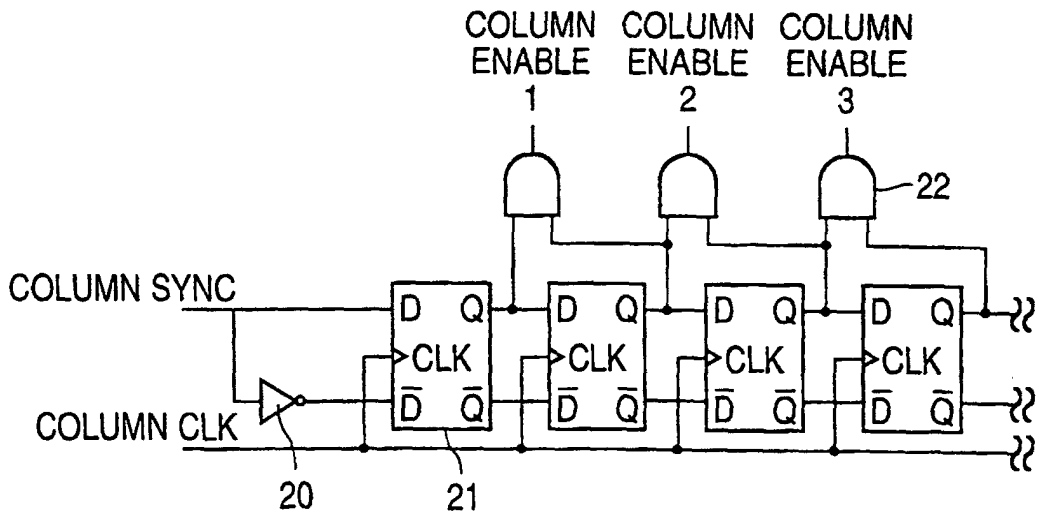 COLUMN ENABLE 1
COLUMN ENABLE 2
COLUMN ENABLE 3
22
COLUMN SYNC
D Q D Q D Q D Q
CLK CLK CLK CLK
D̅ Q̅ D̅ Q̅ D̅ Q̅ D̅ Q̅
COLUMN CLK
20
21